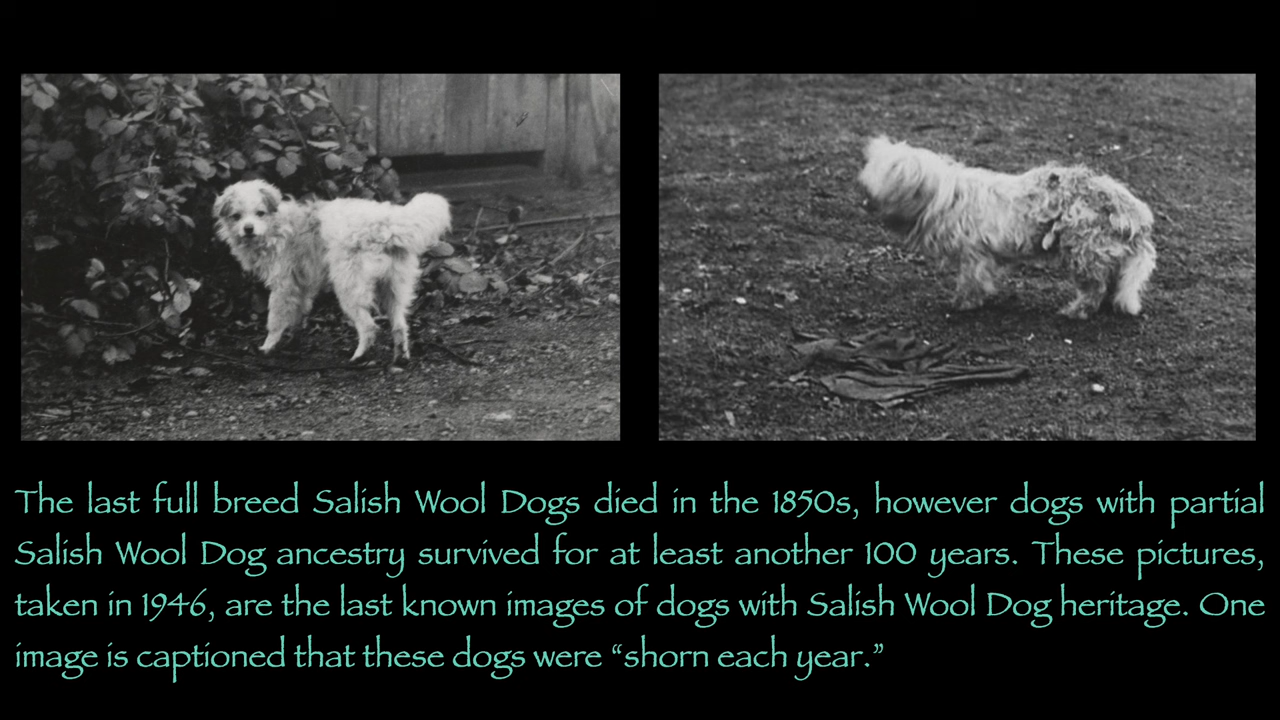 The last full breed Salish Wool Dogs died in the 1850s, however dogs with partial
Salish Wool Dog ancestry survived for at least another 100 years. These pictures,
taken in 1946, are the last known images of dogs with Salish Wool Dog heritage. One
image is captioned that these dogs were “shorn each year.”